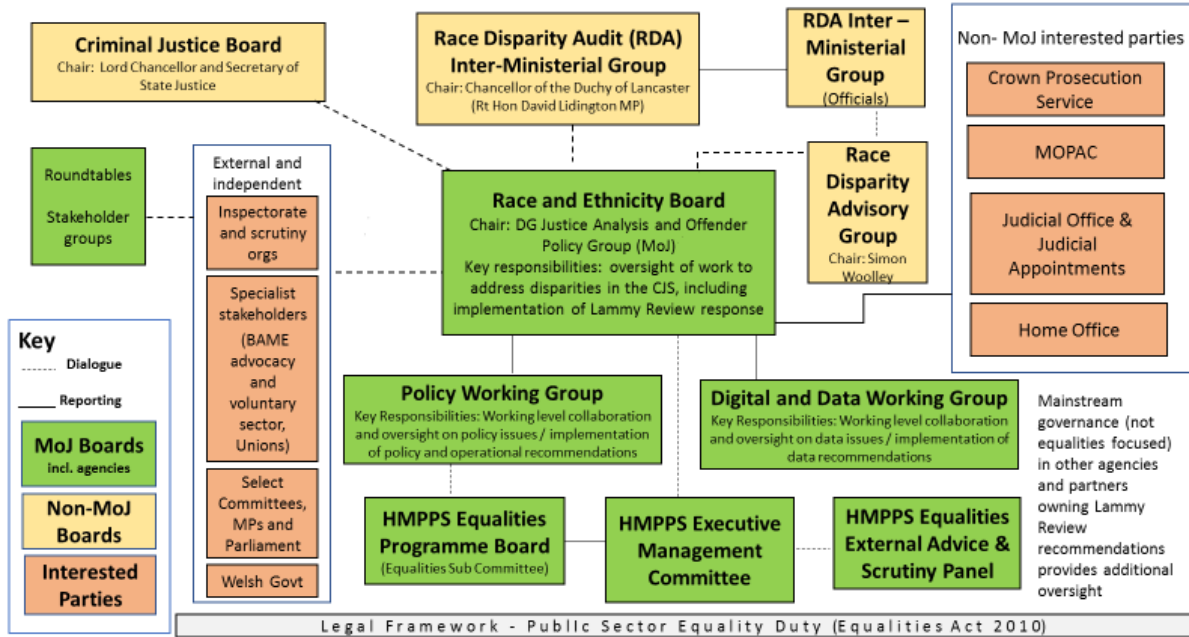 Criminal Justice Board
Chair: Lord Chancellor and Secretary of
State Justice
Race Disparity Audit (RDA)
Inter-Ministerial Group
Chair: Chancellor of the Duchy of Lancaster
(Rt Hon David Lidington MP)
RDA Inter –
Ministerial
Group
(Officials)
Non- MoJ interested parties
Crown Prosecution
Service
MOPAC
Judicial Office &
Judicial
Appointments
Home Office
Roundtables
Stakeholder
groups
External and
independent
Inspectorate
and scrutiny
orgs
Specialist
stakeholders
(BAME
advocacy
and
voluntary
sector,
Unions)
Select
Committees,
MPs and
Parliament
Welsh Govt
Race and Ethnicity Board
Chair: DG Justice Analysis and Offender
Policy Group (MoJ)
Key responsibilities: oversight of work to
address disparities in the CJS, including
implementation of Lammy Review response
Race
Disparity
Advisory
Group
Chair: Simon
Woolley
Key
Dialogue
Reporting
MoJ Boards
incl. agencies
Non-MoJ
Boards
Interested
Parties
Policy Working Group
Key Responsibilities: Working level collaboration
and oversight on policy issues / implementation
of policy and operational recommendations
Digital and Data Working Group
Key Responsibilities: Working level collaboration
and oversight on data issues / implementation of
data recommendations
Mainstream
governance (not
equalities focused)
in other agencies
and partners
owning Lammy
Review
recommendations
provides additional
oversight
HMPPS Equalities
Programme Board
(Equalities Sub Committee)
HMPPS Executive
Management
Committee
HMPPS Equalities
External Advice &
Scrutiny Panel
Legal Framework - Public Sector Equality Duty (Equalities Act 2010)